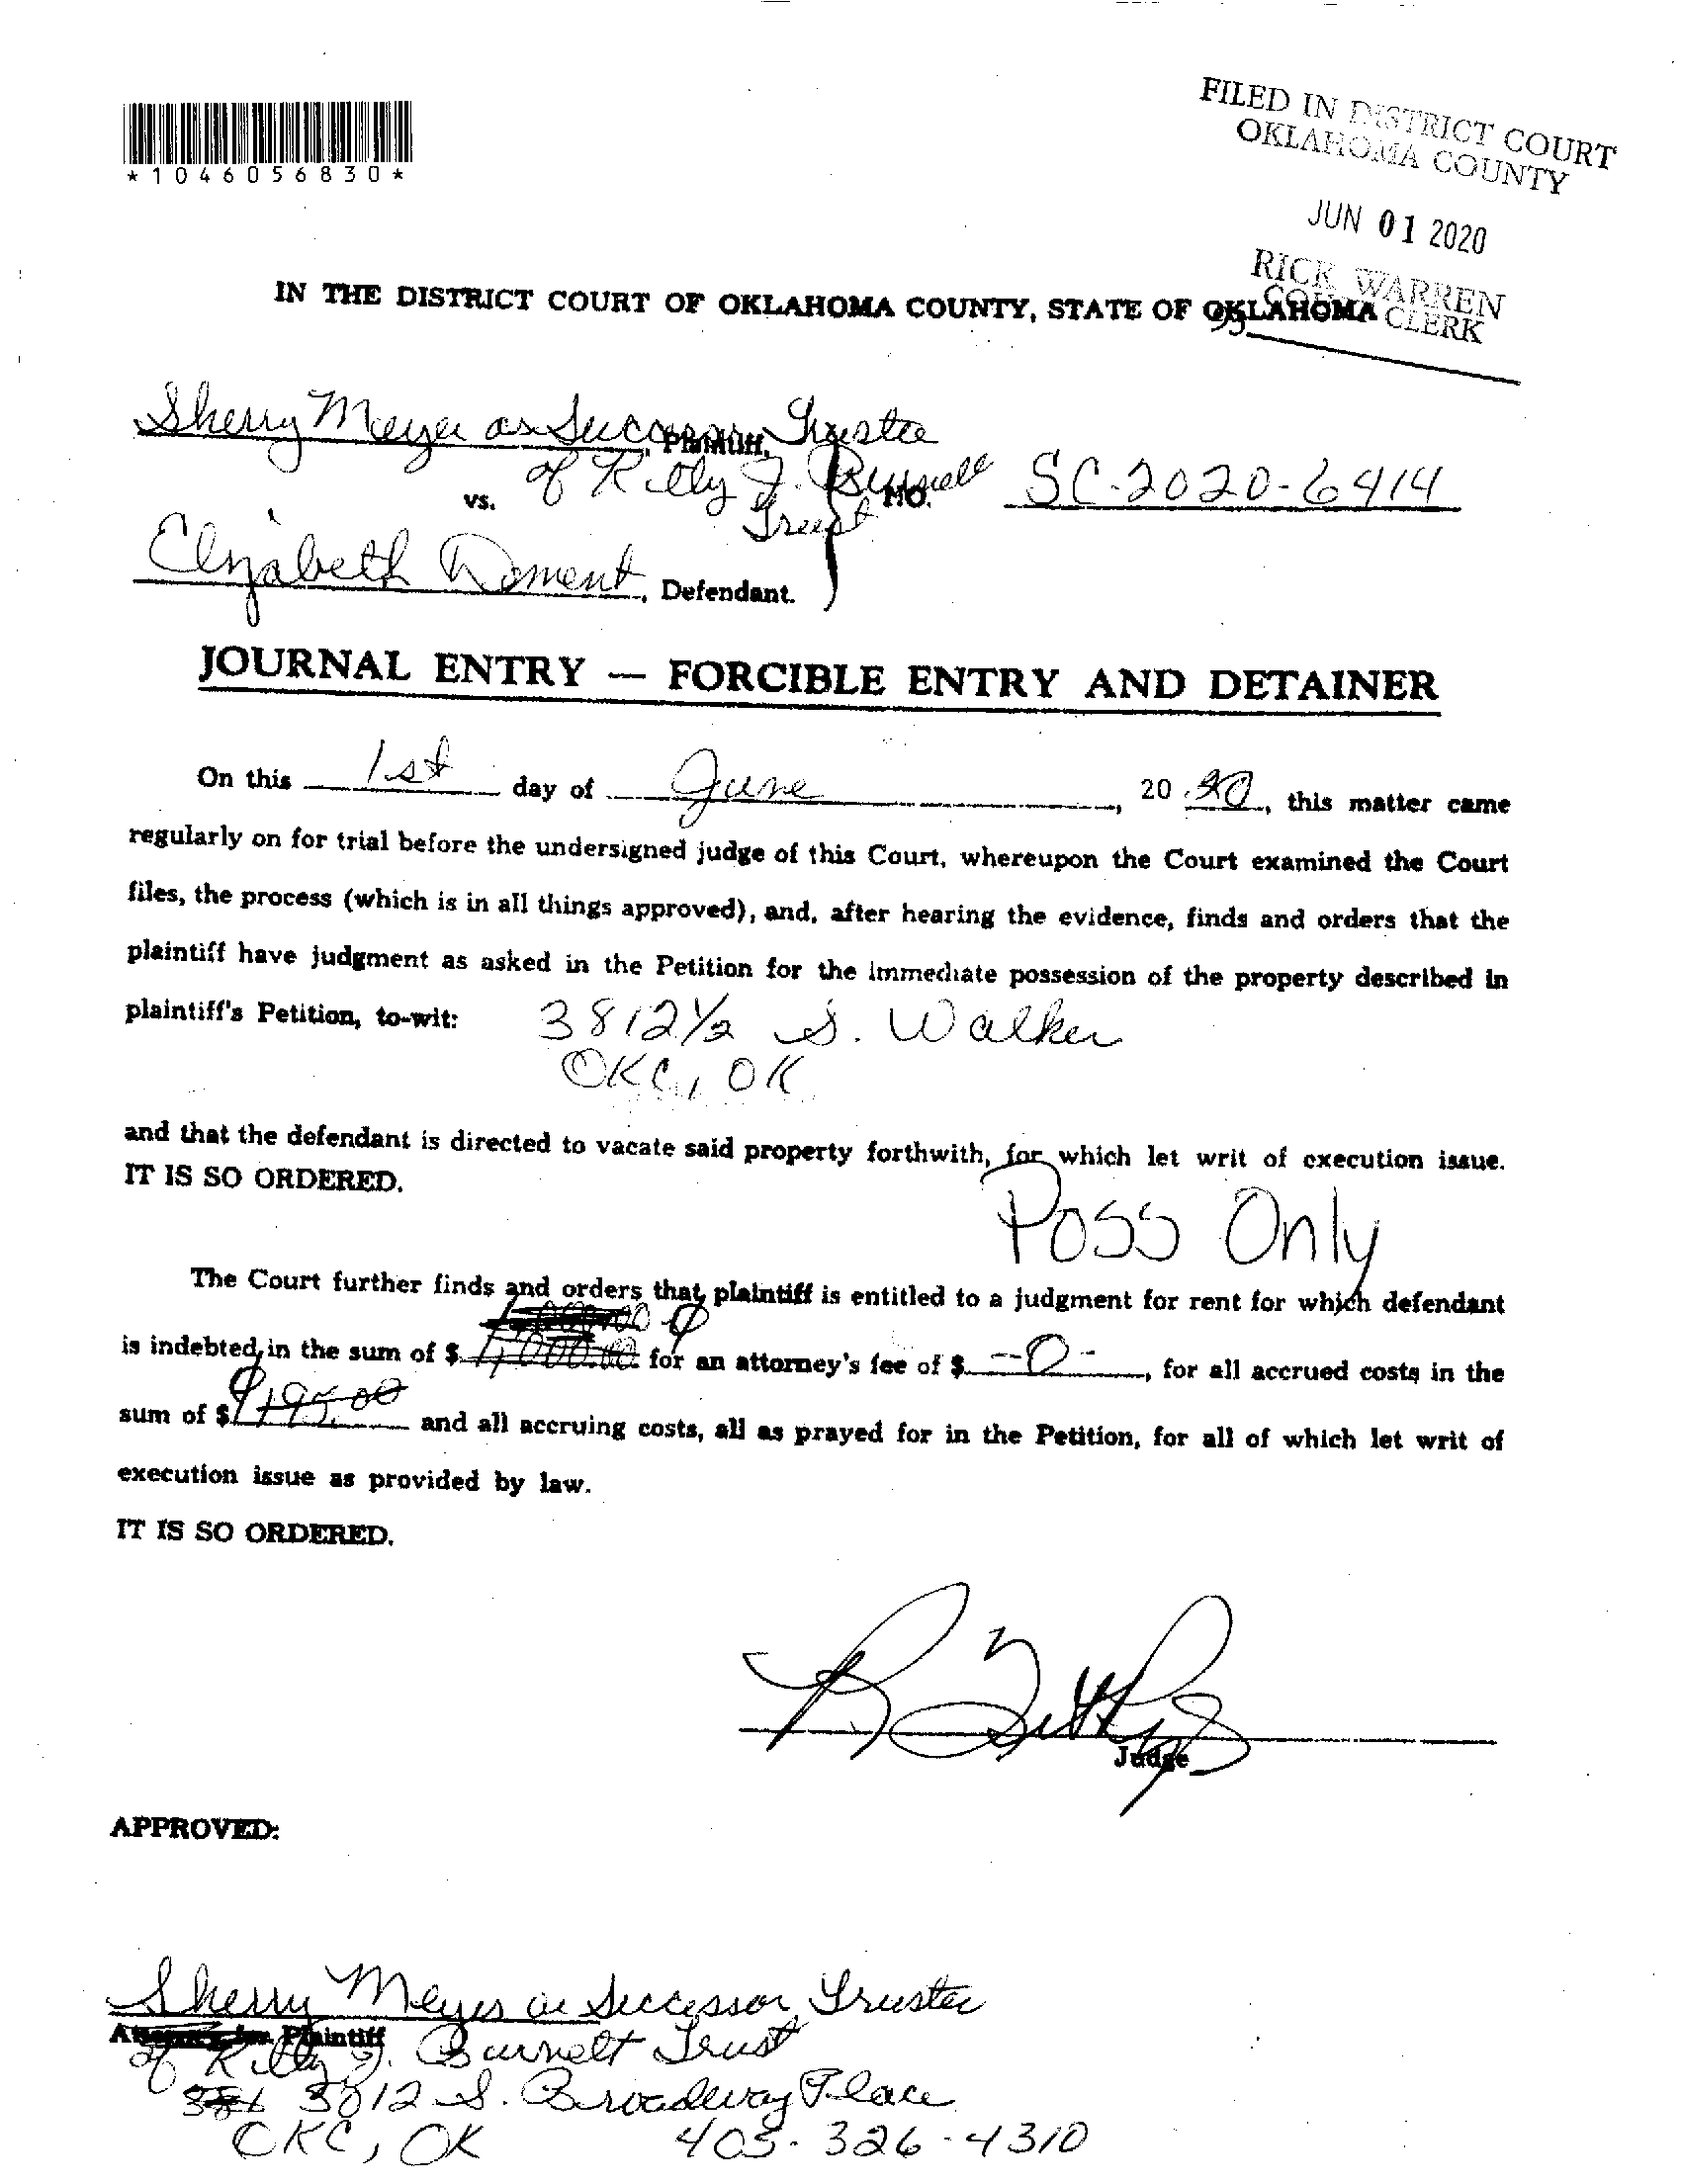 *1046056830*
FILED IN DISTRICT COURT
OKLAHOMA COUNTY
JUN 01 2020
RICK WARREN
COURT CLERK
IN THE DISTRICT COURT OF OKLAHOMA COUNTY, STATE OF OKLAHOMA
Sherry Meyer as Successor Trustee
, Plaintiff,
of J. Trust
vs.
NO. SC-2020-6414
Elizabeth Dement, Defendant.
JOURNAL ENTRY — FORCIBLE ENTRY AND DETAINER
On this 1st day of June, 2020, this matter came
regularly on for trial before the undersigned judge of this Court, whereupon the Court examined the Court
files, the process (which is in all things approved), and, after hearing the evidence, finds and orders that the
plaintiff have judgment as asked in the Petition for the immediate possession of the property described in
plaintiff's Petition, to-wit: 3812½ S. Walker
OKC, OK
and that the defendant is directed to vacate said property forthwith, for which let writ of execution issue.
IT IS SO ORDERED.
Poss Only
The Court further finds and orders that plaintiff is entitled to a judgment for rent for which defendant
is indebted in the sum of $ 1,000.00 for an attorney's fee of $ -0-, for all accrued costs in the
sum of $ 195.00 and all accruing costs, all as prayed for in the Petition, for all of which let writ of
execution issue as provided by law.
IT IS SO ORDERED.
Judge
APPROVED:
Sherry Meyer as Successor Trustee
Attorney for Plaintiff
of J. Burnett Trust
3812 S. Broadway Place
OKC, OK 405-326-4310